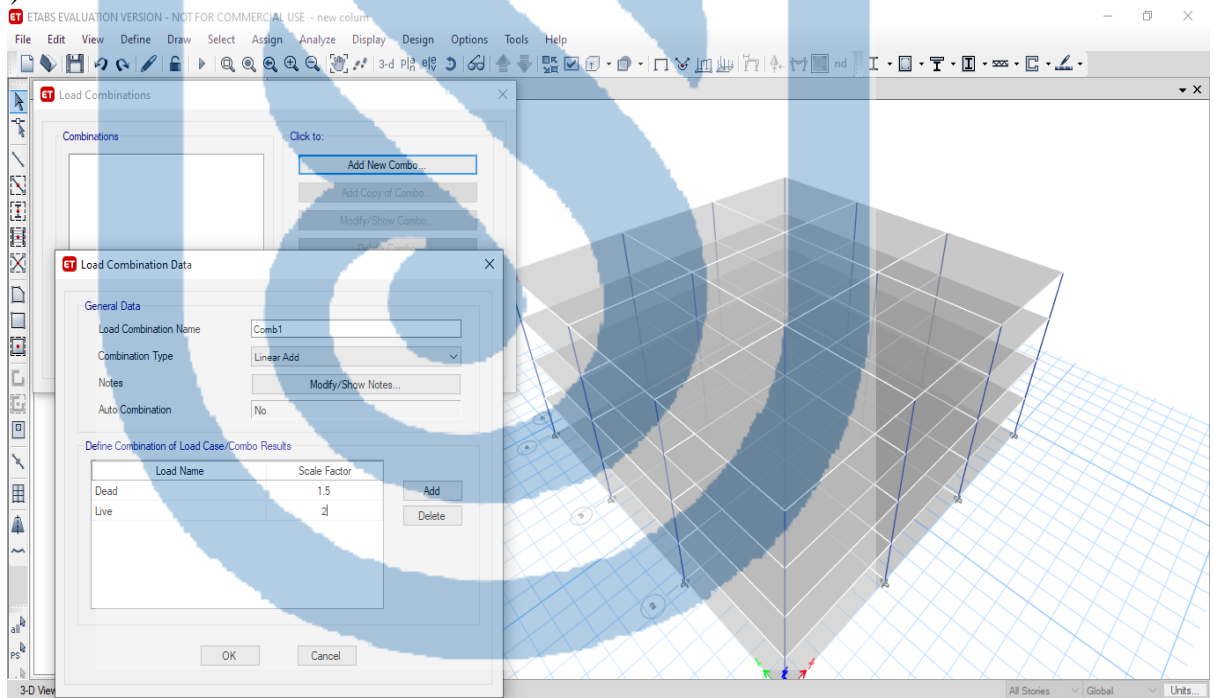 ETABS EVALUATION VERSION - NOT FOR COMMERCIAL USE - new colum
File Edit View Define Draw Select Assign Analyze Display Design Options Tools Help
3-d
nd
Load Combinations
Combinations
Click to:
Add New Combo...
Add Copy of Combo...
Modify/Show Combo...
Delete Combo
Load Combination Data
General Data
Load Combination Name Comb1
Combination Type Linear Add
Notes Modify/Show Notes...
Auto Combination No
Define Combination of Load Case/Combo Results
Load Name Scale Factor
Dead 1.5 Add
Live 2 Delete
OK Cancel
all
PS
3-D View All Stories Global Units...